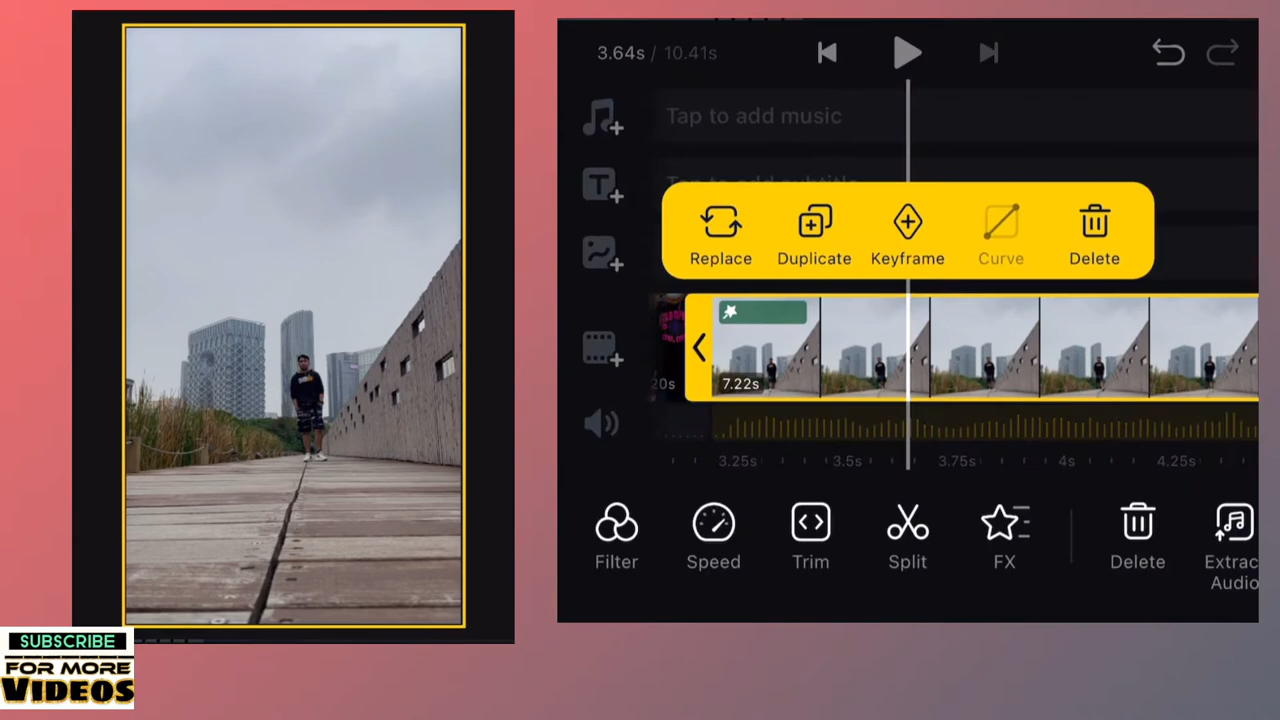 3.64s / 10.41s
Tap to add music
Replace
Duplicate
Keyframe
Curve
Delete
20s
7.22s
3.25s
3.5s
3.75s
4s
4.25s
Filter
Speed
Trim
Split
FX
Delete
Extrac
Audio
SUBSCRIBE
FOR MORE
VIDEOS